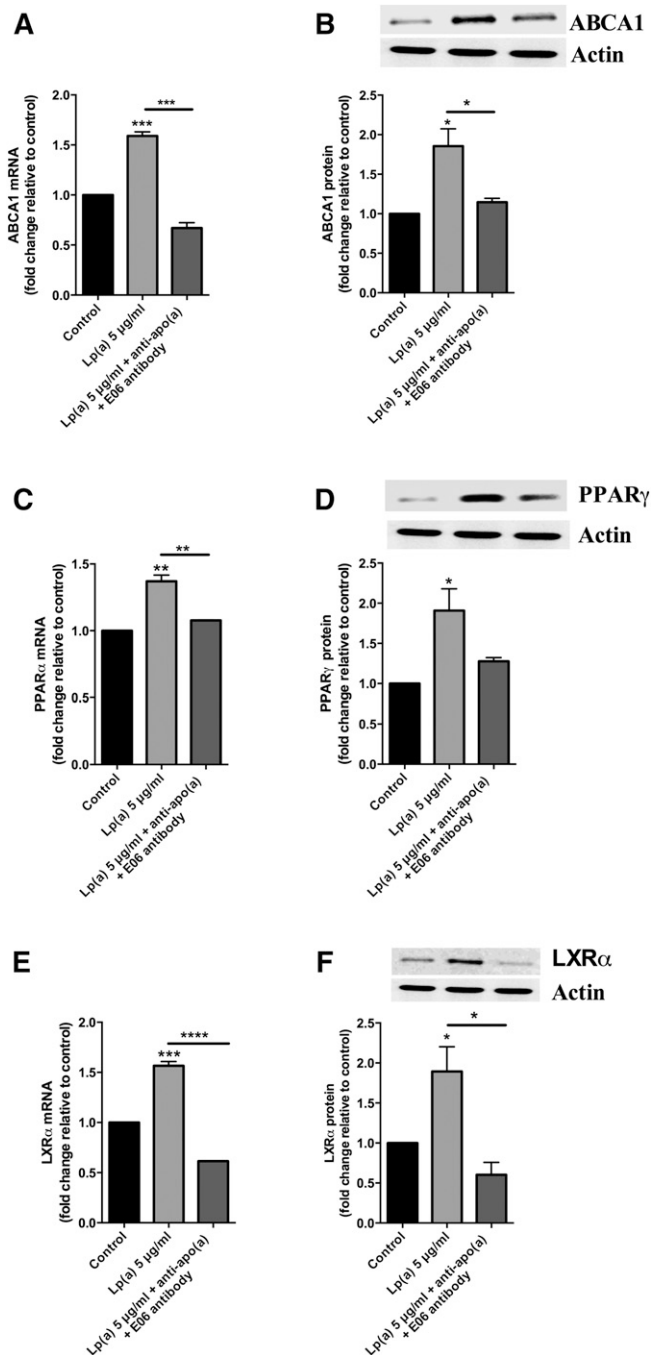 A
ABCA1 mRNA
(fold change relative to control)
2.0
1.5
1.0
0.5
0.0
***
***
Control
Lp(a) 5 µg/ml
Lp(a) 5 µg/ml + anti-apo(a)
+ E06 antibody
B
ABCA1
Actin
ABCA1 protein
(fold change relative to control)
2.5
2.0
1.5
1.0
0.5
0.0
*
*
Control
Lp(a) 5 µg/ml
Lp(a) 5 µg/ml + anti-apo(a)
+ E06 antibody
C
PPARα mRNA
(fold change relative to control)
1.5
1.0
0.5
0.0
**
**
Control
Lp(a) 5 µg/ml
Lp(a) 5 µg/ml + anti-apo(a)
+ E06 antibody
D
PPARγ
Actin
PPARγ protein
(fold change relative to control)
2.5
2.0
1.5
1.0
0.5
0.0
*
Control
Lp(a) 5 µg/ml
Lp(a) 5 µg/ml + anti-apo(a)
+ E06 antibody
E
LXRα mRNA
(fold change relative to control)
2.0
1.5
1.0
0.5
0.0
***
****
Control
Lp(a) 5 µg/ml
Lp(a) 5 µg/ml + anti-apo(a)
+ E06 antibody
F
LXRα
Actin
LXRα protein
(fold change relative to control)
2.5
2.0
1.5
1.0
0.5
0.0
*
*
Control
Lp(a) 5 µg/ml
Lp(a) 5 µg/ml + anti-apo(a)
+ E06 antibody